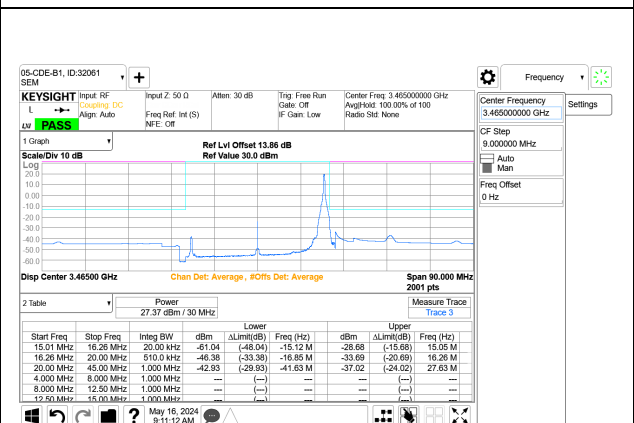 05-CDE-B1, ID:32061
SEM
Frequency
KEYSIGHT Input: RF Input Z: 50 Ω Atten: 30 dB Trig: Free Run Center Freq: 3.465000000 GHz
L Coupling: DC Gate: Off Avg|Hold: 100.00% of 100
Align: Auto Freq Ref: Int (S) IF Gain: Low Radio Std: None
LXI PASS NFE: Off
Center Frequency
3.465000000 GHz
Settings
CF Step
9.000000 MHz
Auto
Man
Freq Offset
0 Hz
1 Graph
Ref Lvl Offset 13.86 dB
Scale/Div 10 dB Ref Value 30.0 dBm
Log
20.0
10.0
0.00
-10.0
-20.0
-30.0
-40.0
-50.0
-60.0
Disp Center 3.46500 GHz Chan Det: Average, #Offs Det: Average Span 90.000 MHz
2001 pts
2 Table Power Measure Trace
27.37 dBm / 30 MHz Trace 3
Lower Upper
Start Freq Stop Freq Integ BW dBm ΔLimit(dB) Freq (Hz) dBm ΔLimit(dB) Freq (Hz)
15.01 MHz 16.26 MHz 20.00 kHz -61.04 (-48.04) -15.12 M -28.68 (-15.68) 15.05 M
16.26 MHz 20.00 MHz 510.0 kHz -46.38 (-33.38) -16.85 M -33.69 (-20.69) 16.26 M
20.00 MHz 45.00 MHz 1.000 MHz -42.93 (-29.93) -41.63 M -37.02 (-24.02) 27.63 M
4.000 MHz 8.000 MHz 1.000 MHz --- (---) --- --- (---) ---
8.000 MHz 12.50 MHz 1.000 MHz --- (---) --- --- (---) ---
12.50 MHz 15.00 MHz 1.000 MHz --- (---) --- --- (---) ---
? May 16, 2024
9:11:12 AM